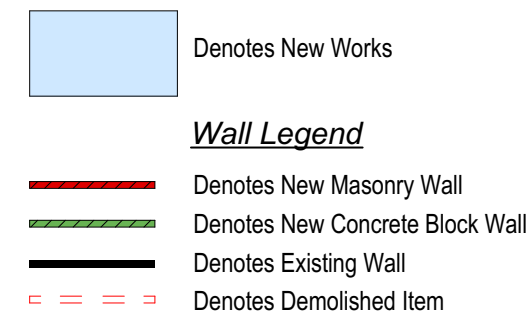 Denotes New Works
Wall Legend
Denotes New Masonry Wall
Denotes New Concrete Block Wall
Denotes Existing Wall
Denotes Demolished Item